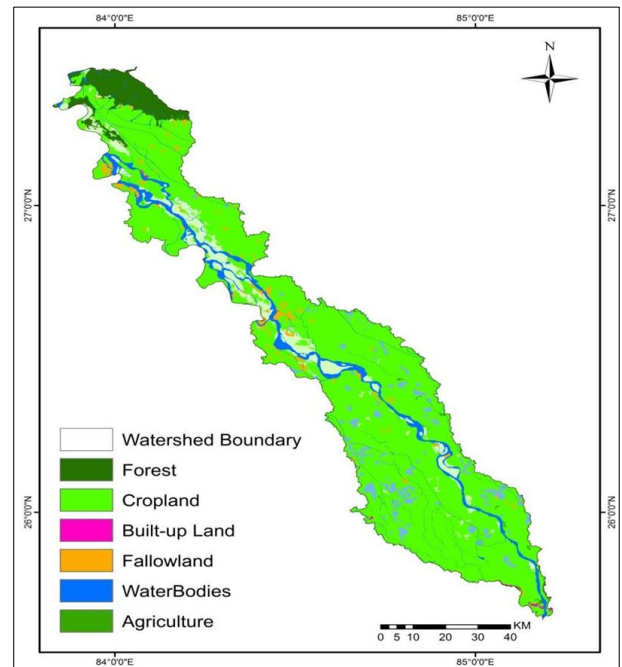 84°0'0"E 85°0'0"E
N
27°0'0"N 27°0'0"N
26°0'0"N 26°0'0"N
Watershed Boundary
Forest
Cropland
Built-up Land
Fallowland
WaterBodies
Agriculture
KM
0 5 10 20 30 40
84°0'0"E 85°0'0"E